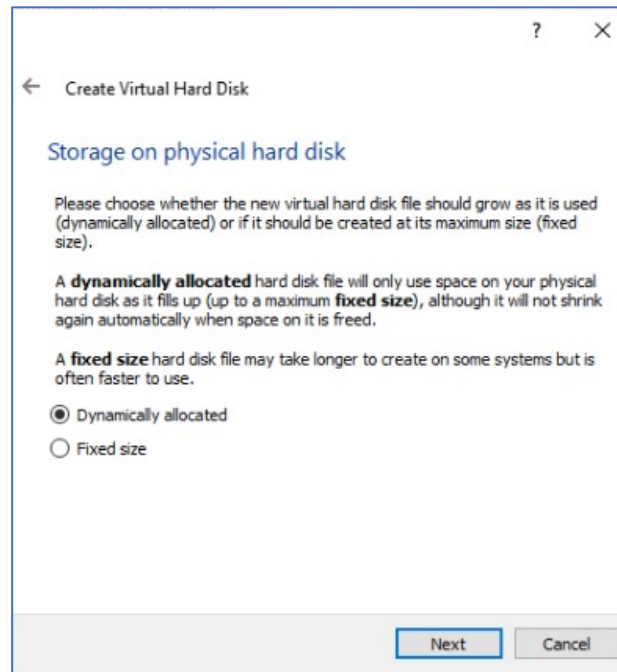 ?
Create Virtual Hard Disk
Storage on physical hard disk
Please choose whether the new virtual hard disk file should grow as it is used
(dynamically allocated) or if it should be created at its maximum size (fixed
size).
A dynamically allocated hard disk file will only use space on your physical
hard disk as it fills up (up to a maximum fixed size), although it will not shrink
again automatically when space on it is freed.
A fixed size hard disk file may take longer to create on some systems but is
often faster to use.
Dynamically allocated
Fixed size
Next Cancel